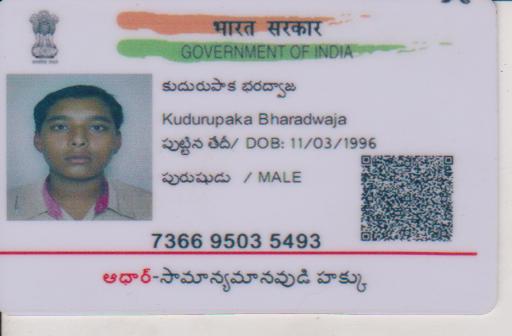 भारत सरकार
GOVERNMENT OF INDIA
కుదురుపాక భరద్వాజ
Kudurupaka Bharadwaja
పుట్టిన తేదీ/ DOB: 11/03/1996
పురుషుడు / MALE
7366 9503 5493
ఆధార్-సామాన్యమానవుడి హక్కు